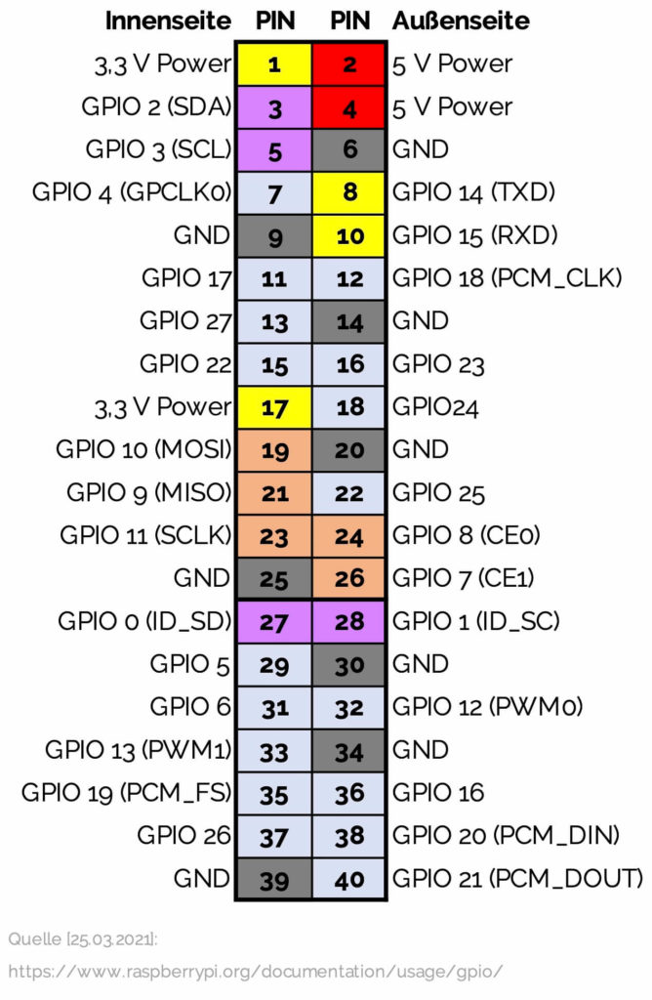 Innenseite PIN PIN Außenseite
3,3 V Power 1 2 5 V Power
GPIO 2 (SDA) 3 4 5 V Power
GPIO 3 (SCL) 5 6 GND
GPIO 4 (GPCLK0) 7 8 GPIO 14 (TXD)
GND 9 10 GPIO 15 (RXD)
GPIO 17 11 12 GPIO 18 (PCM_CLK)
GPIO 27 13 14 GND
GPIO 22 15 16 GPIO 23
3,3 V Power 17 18 GPIO24
GPIO 10 (MOSI) 19 20 GND
GPIO 9 (MISO) 21 22 GPIO 25
GPIO 11 (SCLK) 23 24 GPIO 8 (CE0)
GND 25 26 GPIO 7 (CE1)
GPIO 0 (ID_SD) 27 28 GPIO 1 (ID_SC)
GPIO 5 29 30 GND
GPIO 6 31 32 GPIO 12 (PWM0)
GPIO 13 (PWM1) 33 34 GND
GPIO 19 (PCM_FS) 35 36 GPIO 16
GPIO 26 37 38 GPIO 20 (PCM_DIN)
GND 39 40 GPIO 21 (PCM_DOUT)
Quelle [25.03.2021]:
https://www.raspberrypi.org/documentation/usage/gpio/